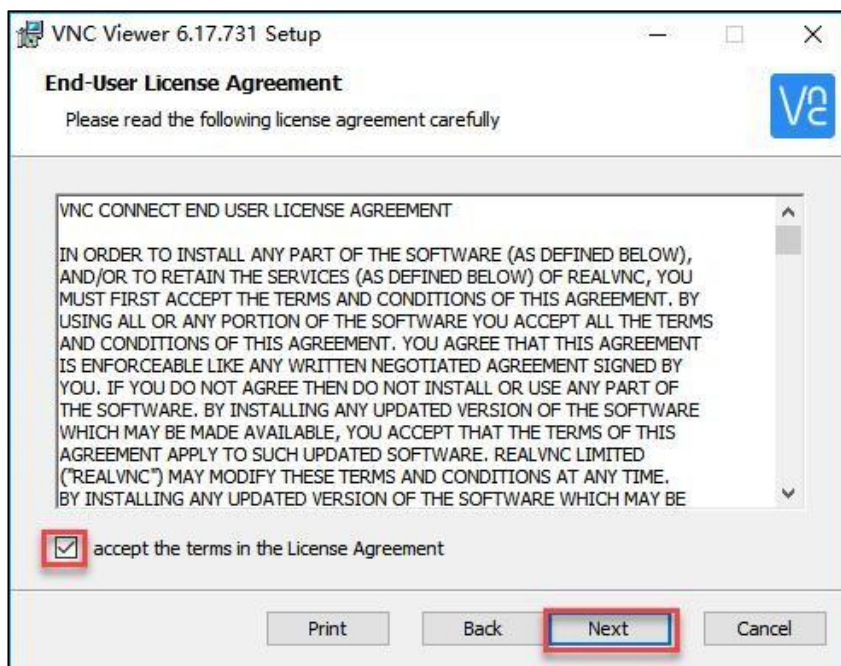 VNC Viewer 6.17.731 Setup
End-User License Agreement
Please read the following license agreement carefully
VNC CONNECT END USER LICENSE AGREEMENT
IN ORDER TO INSTALL ANY PART OF THE SOFTWARE (AS DEFINED BELOW),
AND/OR TO RETAIN THE SERVICES (AS DEFINED BELOW) OF REALVNC, YOU
MUST FIRST ACCEPT THE TERMS AND CONDITIONS OF THIS AGREEMENT. BY
USING ALL OR ANY PORTION OF THE SOFTWARE YOU ACCEPT ALL THE TERMS
AND CONDITIONS OF THIS AGREEMENT. YOU AGREE THAT THIS AGREEMENT
IS ENFORCEABLE LIKE ANY WRITTEN NEGOTIATED AGREEMENT SIGNED BY
YOU. IF YOU DO NOT AGREE THEN DO NOT INSTALL OR USE ANY PART OF
THE SOFTWARE. BY INSTALLING ANY UPDATED VERSION OF THE SOFTWARE
WHICH MAY BE MADE AVAILABLE, YOU ACCEPT THAT THE TERMS OF THIS
AGREEMENT APPLY TO SUCH UPDATED SOFTWARE. REALVNC LIMITED
("REALVNC") MAY MODIFY THESE TERMS AND CONDITIONS AT ANY TIME.
BY INSTALLING ANY UPDATED VERSION OF THE SOFTWARE WHICH MAY BE
accept the terms in the License Agreement
Print Back Next Cancel
VNC